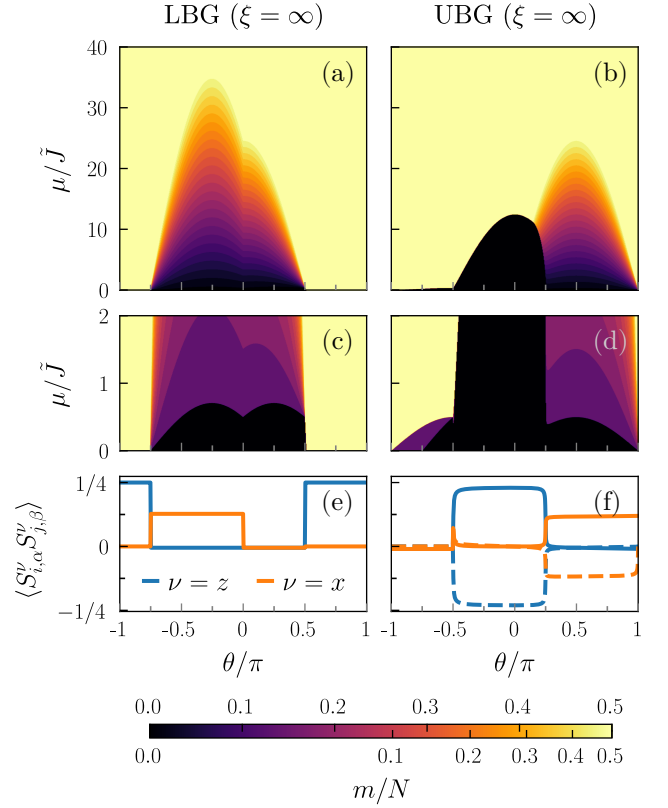 LBG (ξ = ∞) UBG (ξ = ∞)
(a) (b)
40
30
20
10
0
μ/J̃
(c) (d)
2
1
0
μ/J̃
(e) (f)
1/4
0
-1/4
⟨S^ν_{i,α} S^ν_{j,β}⟩
ν = z ν = x
-1 -0.5 0 0.5 1 -1 -0.5 0 0.5 1
θ/π θ/π
0.0 0.1 0.2 0.3 0.4 0.5
0.0 0.1 0.2 0.3 0.4 0.5
m/N